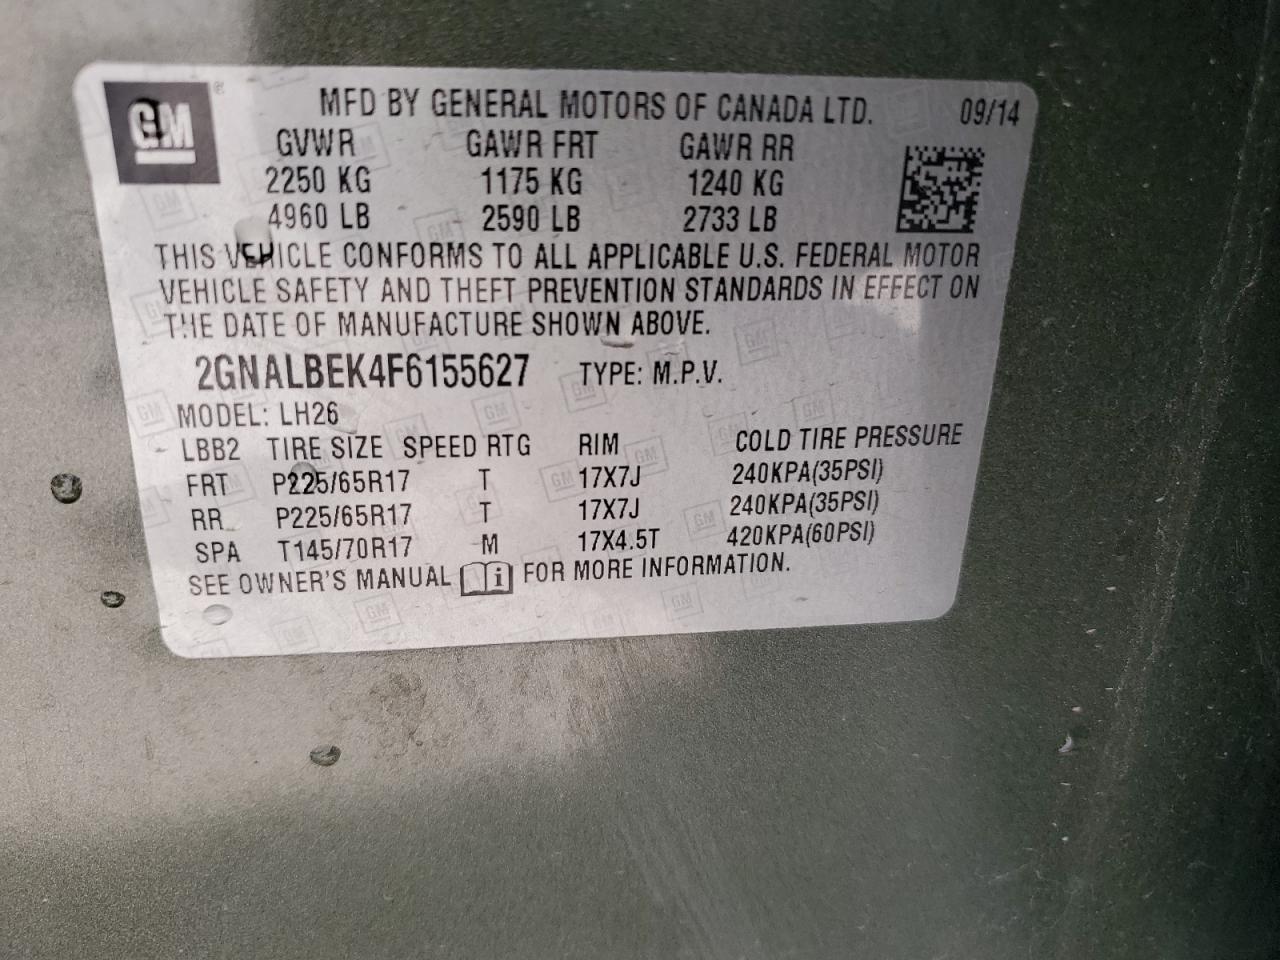 GM ® MFD BY GENERAL MOTORS OF CANADA LTD. 09/14
GVWR GAWR FRT GAWR RR
2250 KG 1175 KG 1240 KG
4960 LB 2590 LB 2733 LB
THIS VEHICLE CONFORMS TO ALL APPLICABLE U.S. FEDERAL MOTOR
VEHICLE SAFETY AND THEFT PREVENTION STANDARDS IN EFFECT ON
THE DATE OF MANUFACTURE SHOWN ABOVE.
2GNALBEK4F6155627 TYPE: M.P.V.
MODEL: LH26
LBB2 TIRE SIZE SPEED RTG RIM COLD TIRE PRESSURE
FRT P225/65R17 T 17X7J 240KPA(35PSI)
RR P225/65R17 T 17X7J 240KPA(35PSI)
SPA T145/70R17 M 17X4.5T 420KPA(60PSI)
SEE OWNER'S MANUAL i FOR MORE INFORMATION.